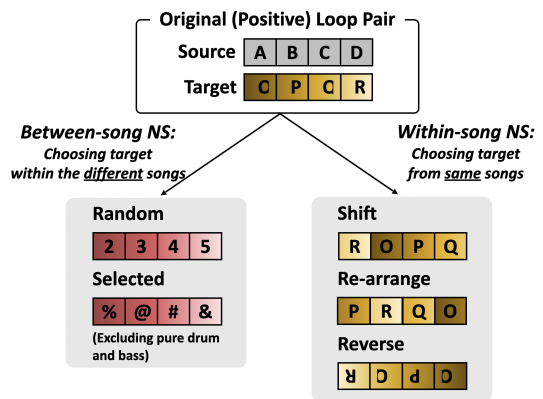 Original (Positive) Loop Pair
Source A B C D
Target O P Q R
Between-song NS:
Choosing target
within the different songs
Within-song NS:
Choosing target
from same songs
Random
2 3 4 5
Selected
% @ # &
(Excluding pure drum
and bass)
Shift
R O P Q
Re-arrange
P R Q O
Reverse
R Q P O